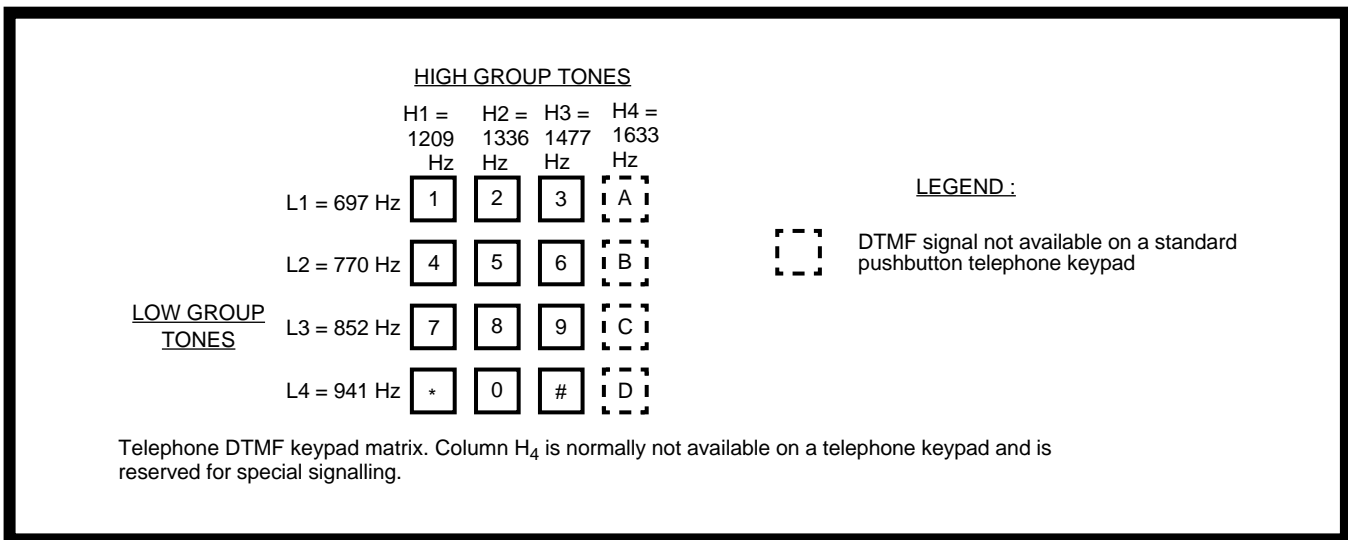 HIGH GROUP TONES
H1 = H2 = H3 = H4 =
1209 1336 1477 1633
Hz Hz Hz Hz
L1 = 697 Hz 1 2 3 A
LEGEND :
L2 = 770 Hz 4 5 6 B
DTMF signal not available on a standard
pushbutton telephone keypad
LOW GROUP
TONES
L3 = 852 Hz 7 8 9 C
L4 = 941 Hz * 0 # D
Telephone DTMF keypad matrix. Column H4 is normally not available on a telephone keypad and is
reserved for special signalling.